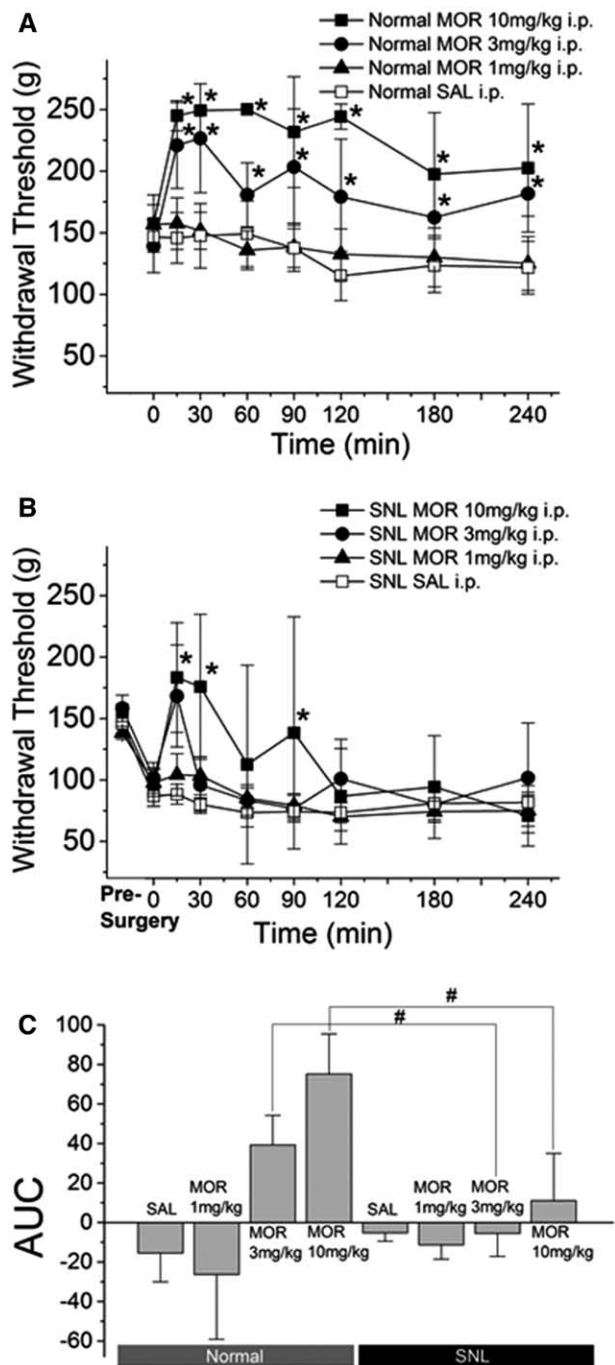 A
Normal MOR 10mg/kg i.p.
Normal MOR 3mg/kg i.p.
Normal MOR 1mg/kg i.p.
Normal SAL i.p.
Withdrawal Threshold (g)
250
200
150
100
50
* * * * * * *
* * * * * * *
0 30 60 90 120 180 240
Time (min)
B
SNL MOR 10mg/kg i.p.
SNL MOR 3mg/kg i.p.
SNL MOR 1mg/kg i.p.
SNL SAL i.p.
Withdrawal Threshold (g)
250
200
150
100
50
* * *
Pre-
Surgery
0 30 60 90 120 180 240
Time (min)
C
#
#
AUC
100
80
60
40
20
0
-20
-40
-60
SAL
MOR
1mg/kg
MOR
3mg/kg
MOR
10mg/kg
SAL
MOR
1mg/kg
MOR
3mg/kg
MOR
10mg/kg
Normal
SNL